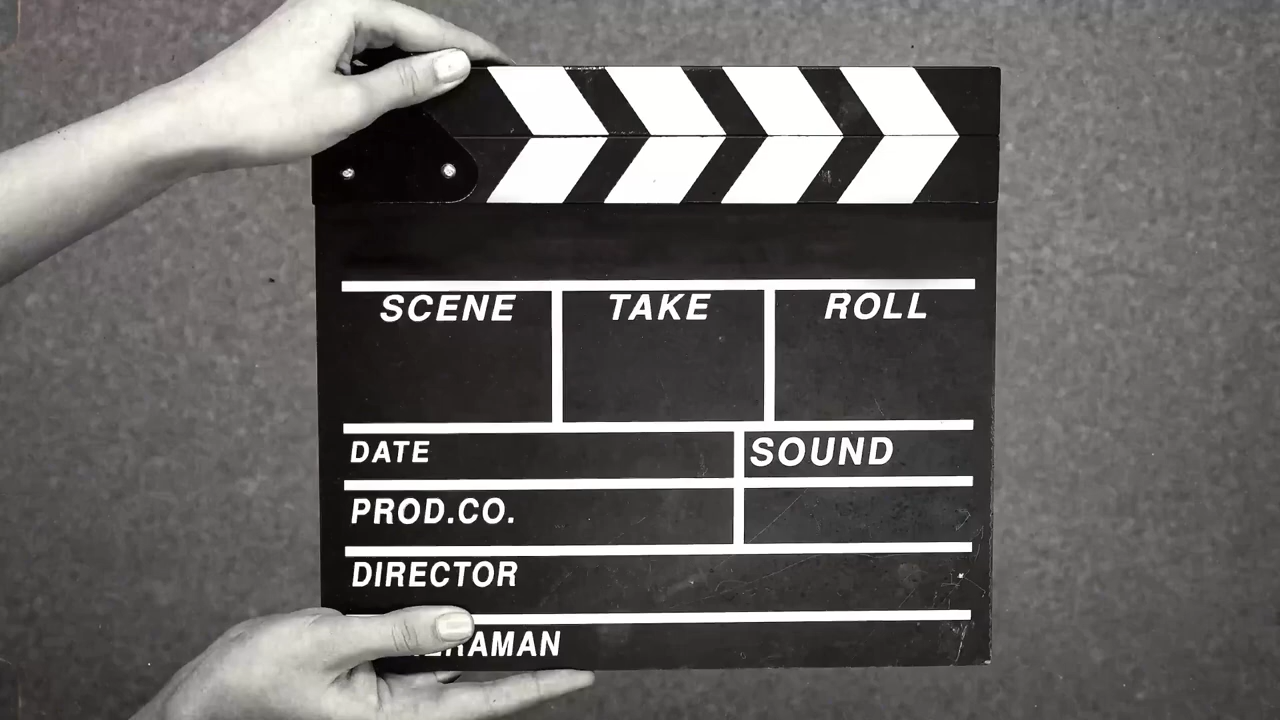 SCENE TAKE ROLL
DATE SOUND
PROD.CO.
DIRECTOR